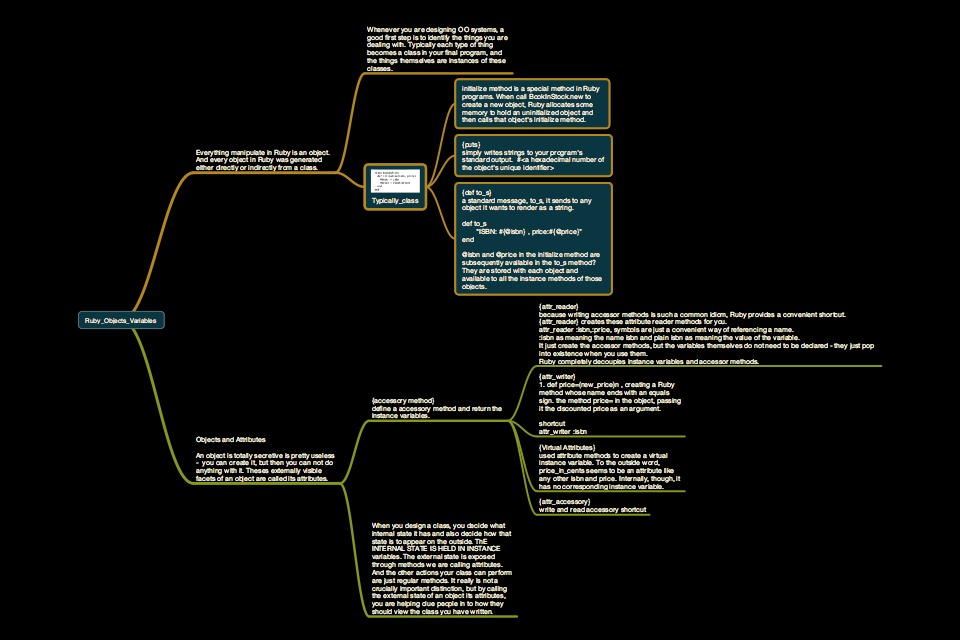 Whenever you are designing OO systems, a
good first step is to identify the things you are
dealing with. Typically each type of thing
becomes a class in your final program, and
the things themselves are instances of these
classes.
Everything manipulate in Ruby is an object.
And every object in Ruby was generated
either directly or indirectly from a class.
Typically_class
initialize method is a special method in Ruby
programs. When call BookInStock.new to
create a new object, Ruby allocates some
memory to hold an uninitialized object and
then calls that object's initialize method.
{puts}
simply writes strings to your program's
standard output. #<a hexadecimal number of
the object's unique identifier>
{def to_s}
a standard message, to_s, it sends to any
object it wants to render as a string.
def to_s
"ISBN: #{@isbn} , price:#{@price}"
end
@isbn and @price in the initialize method are
subsequently available in the to_s method?
They are stored with each object and
available to all the instance methods of those
objects.
Ruby_Objects_Variables
Objects and Attributes
An object is totally secretive is pretty useless
- you can create it, but then you can not do
anything with it. Theses externally visible
facets of an object are called its attributes.
{accessory method}
define a accessory method and return the
instance variables.
{attr_reader}
because writing accessor methods is such a common idiom, Ruby provides a convenient shortcut.
{attr_reader} creates these attribute reader methods for you.
attr_reader :isbn,:price, symbols are just a convenient way of referencing a name.
:isbn as meaning the name isbn and plain isbn as meaning the value of the variable.
It just create the accessor methods, but the variables themselves do not need to be declared - they just pop
into existence when you use them.
Ruby completely decouples instance variables and accessor methods.
{attr_writer}
1. def price=(new_price)n , creating a Ruby
method whose name ends with an equals
sign. the method price= in the object, passing
it the dscounted price as an argument.
shortcut
attr_writer :isbn
{Virtual Attributes}
used attribute methods to create a virtual
instance variable. To the outside word,
price_in_cents seems to be an attribute like
any other isbn and price. Internally, though, it
has no corresponding instance variable.
{attr_accessory}
write and read accessory shortcut
When you design a class, you decide what
internal state it has and also decide how that
state is to appear on the outside. ThE
INTERNAL STATE IS HELD IN INSTANCE
variables. The external state is exposed
through methods we are calling attributes.
And the other actions your class can perform
are just regular methods. It really is not a
crucially important distinction, but by calling
the external state of an object its attributes,
you are helping clue people in to how they
should view the class you have written.